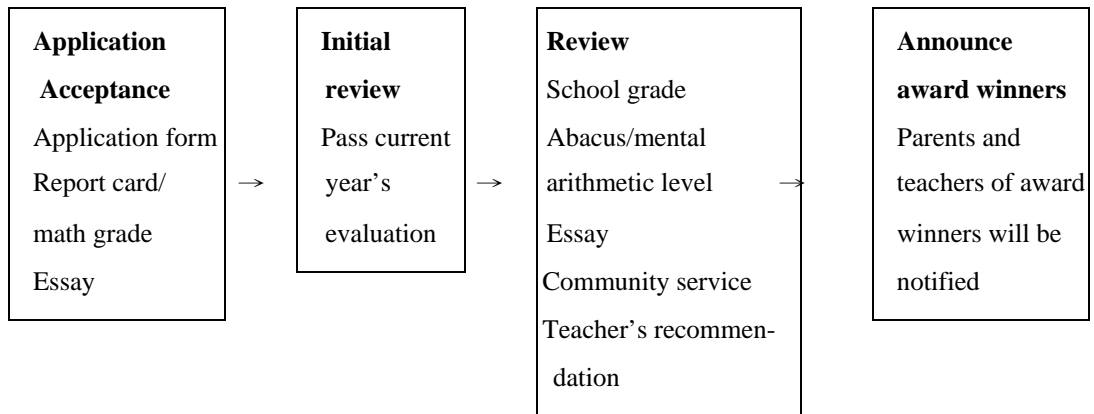 Application
Acceptance
Application form
Report card/
math grade
Essay
→
Initial
review
Pass current
year's
evaluation
→
Review
School grade
Abacus/mental
arithmetic level
Essay
Community service
Teacher's recommen-
dation
→
Announce
award winners
Parents and
teachers of award
winners will be
notified